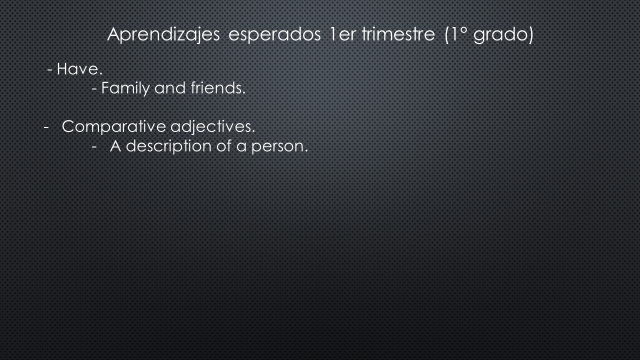 Aprendizajes esperados 1er trimestre (1° grado)
- Have.
- Family and friends.
- Comparative adjectives.
- A description of a person.